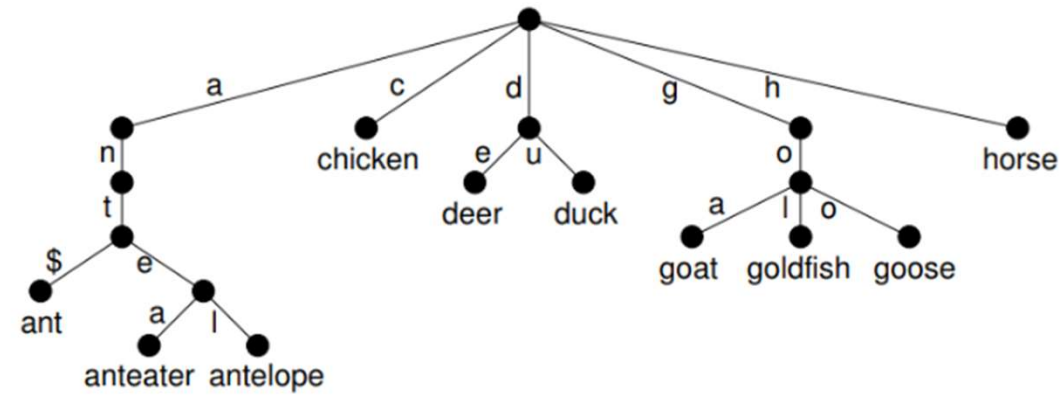 a c d g h
n e u o
chicken horse
t deer duck a l o
$ e goat goldfish goose
ant a l
anteater antelope